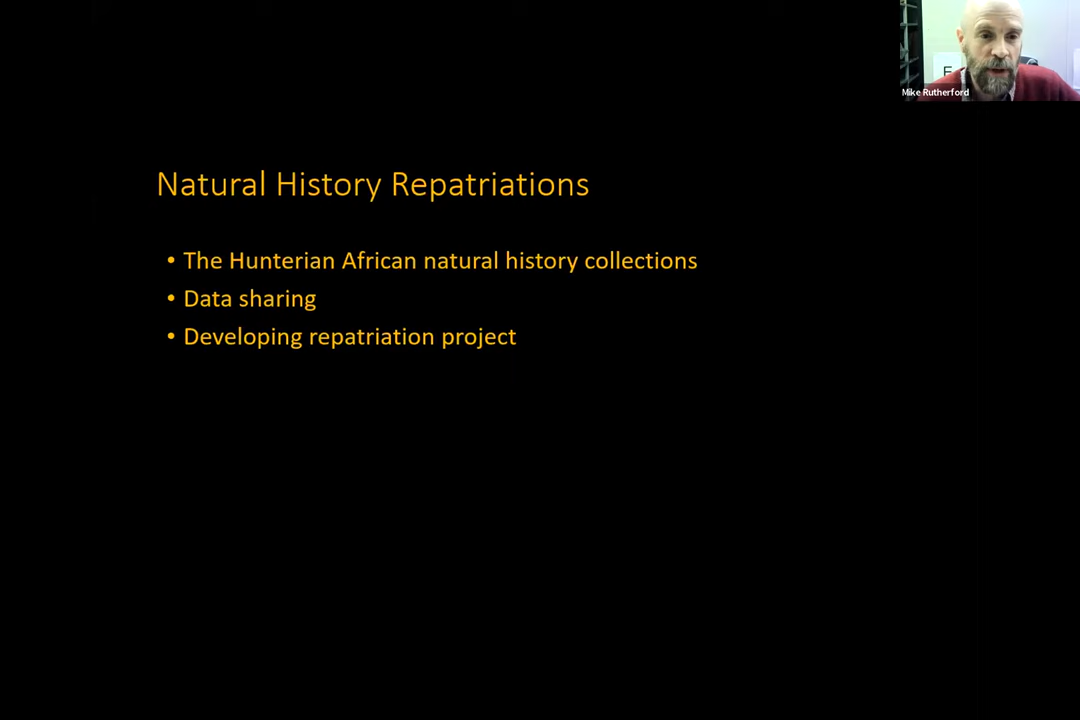 Mike Rutherford
Natural History Repatriations
• The Hunterian African natural history collections
• Data sharing
• Developing repatriation project